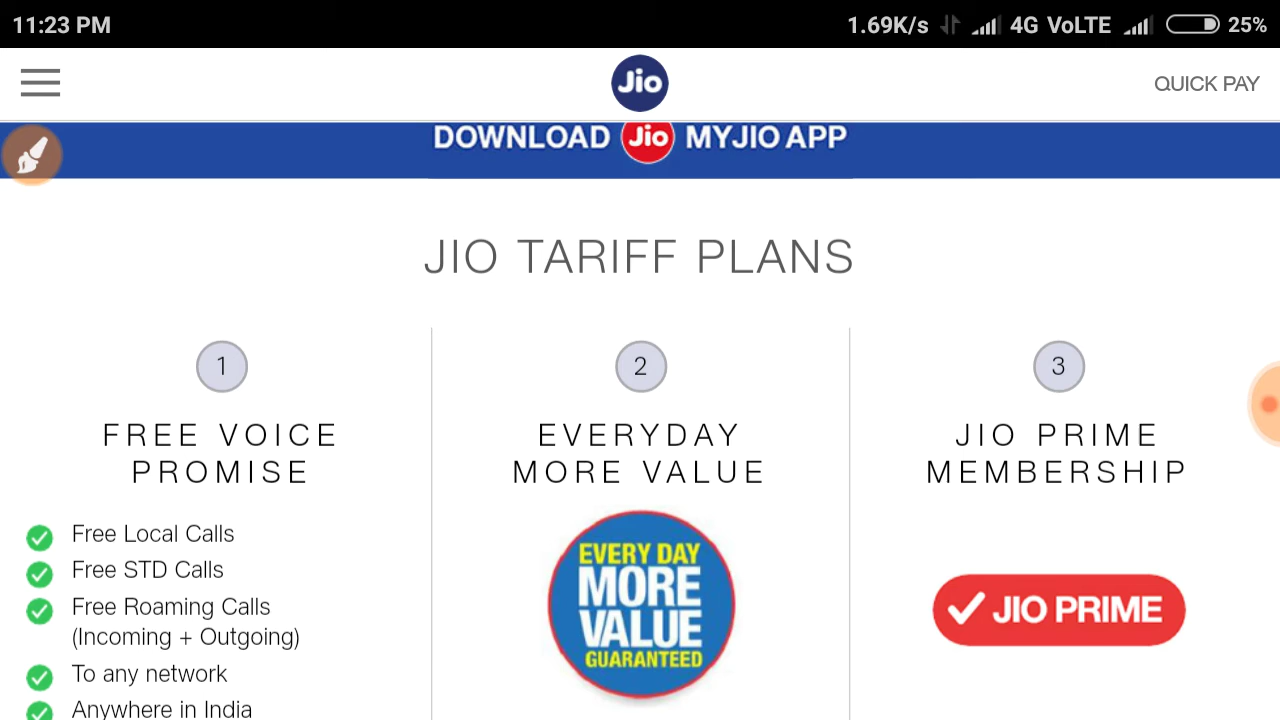 11:23 PM 1.69K/s 4G VoLTE 25%
Jio QUICK PAY
DOWNLOAD Jio MYJIO APP
JIO TARIFF PLANS
1
FREE VOICE
PROMISE
Free Local Calls
Free STD Calls
Free Roaming Calls
(Incoming + Outgoing)
To any network
Anywhere in India
2
EVERYDAY
MORE VALUE
EVERY DAY
MORE
VALUE
GUARANTEED
3
JIO PRIME
MEMBERSHIP
JIO PRIME